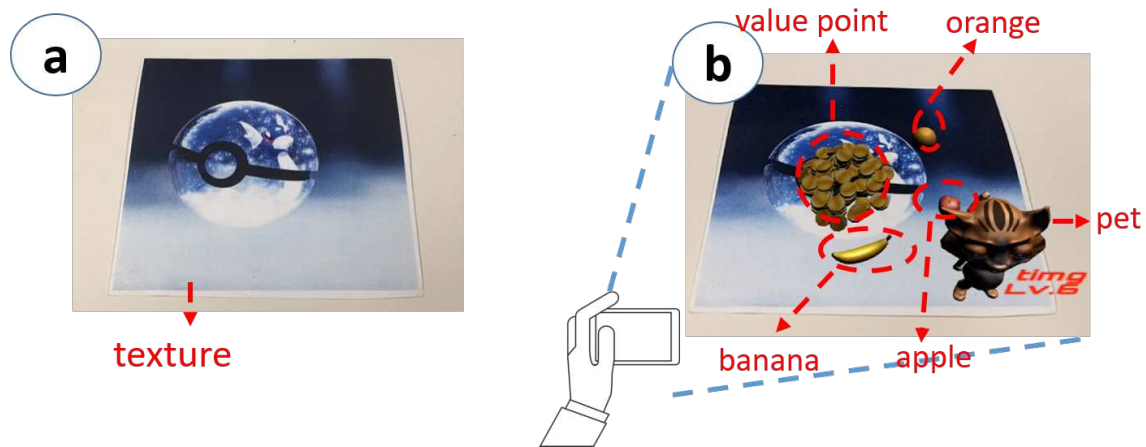 a
texture
value point
orange
b
pet
timg
Lv.6
banana
apple